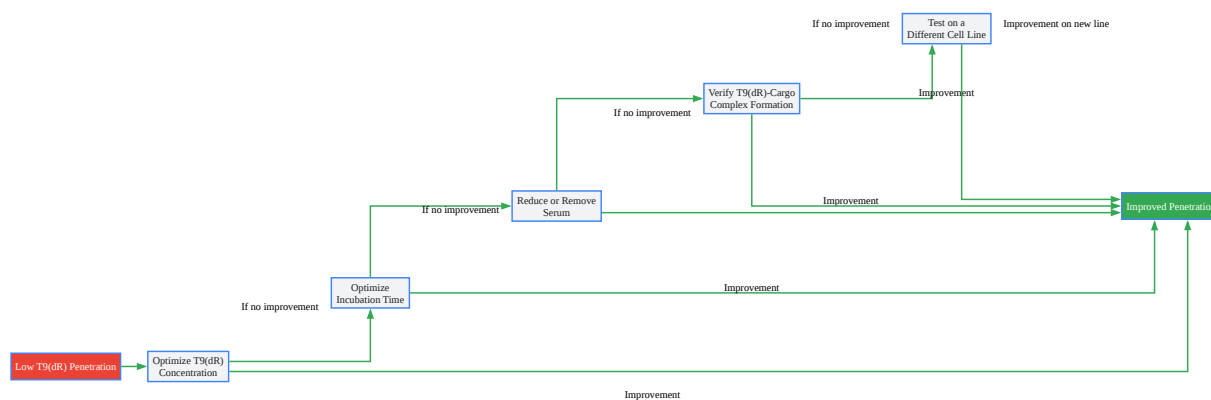 If no improvement
Test on a
Different Cell Line
Improvement on new line
Verify T9(dR)-Cargo
Complex Formation
Improvement
If no improvement
Reduce or Remove
Serum
If no improvement
Improvement
Improved Penetratio
Optimize
Incubation Time
Improvement
If no improvement
Low T9(dR) Penetration
Optimize T9(dR)
Concentration
Improvement